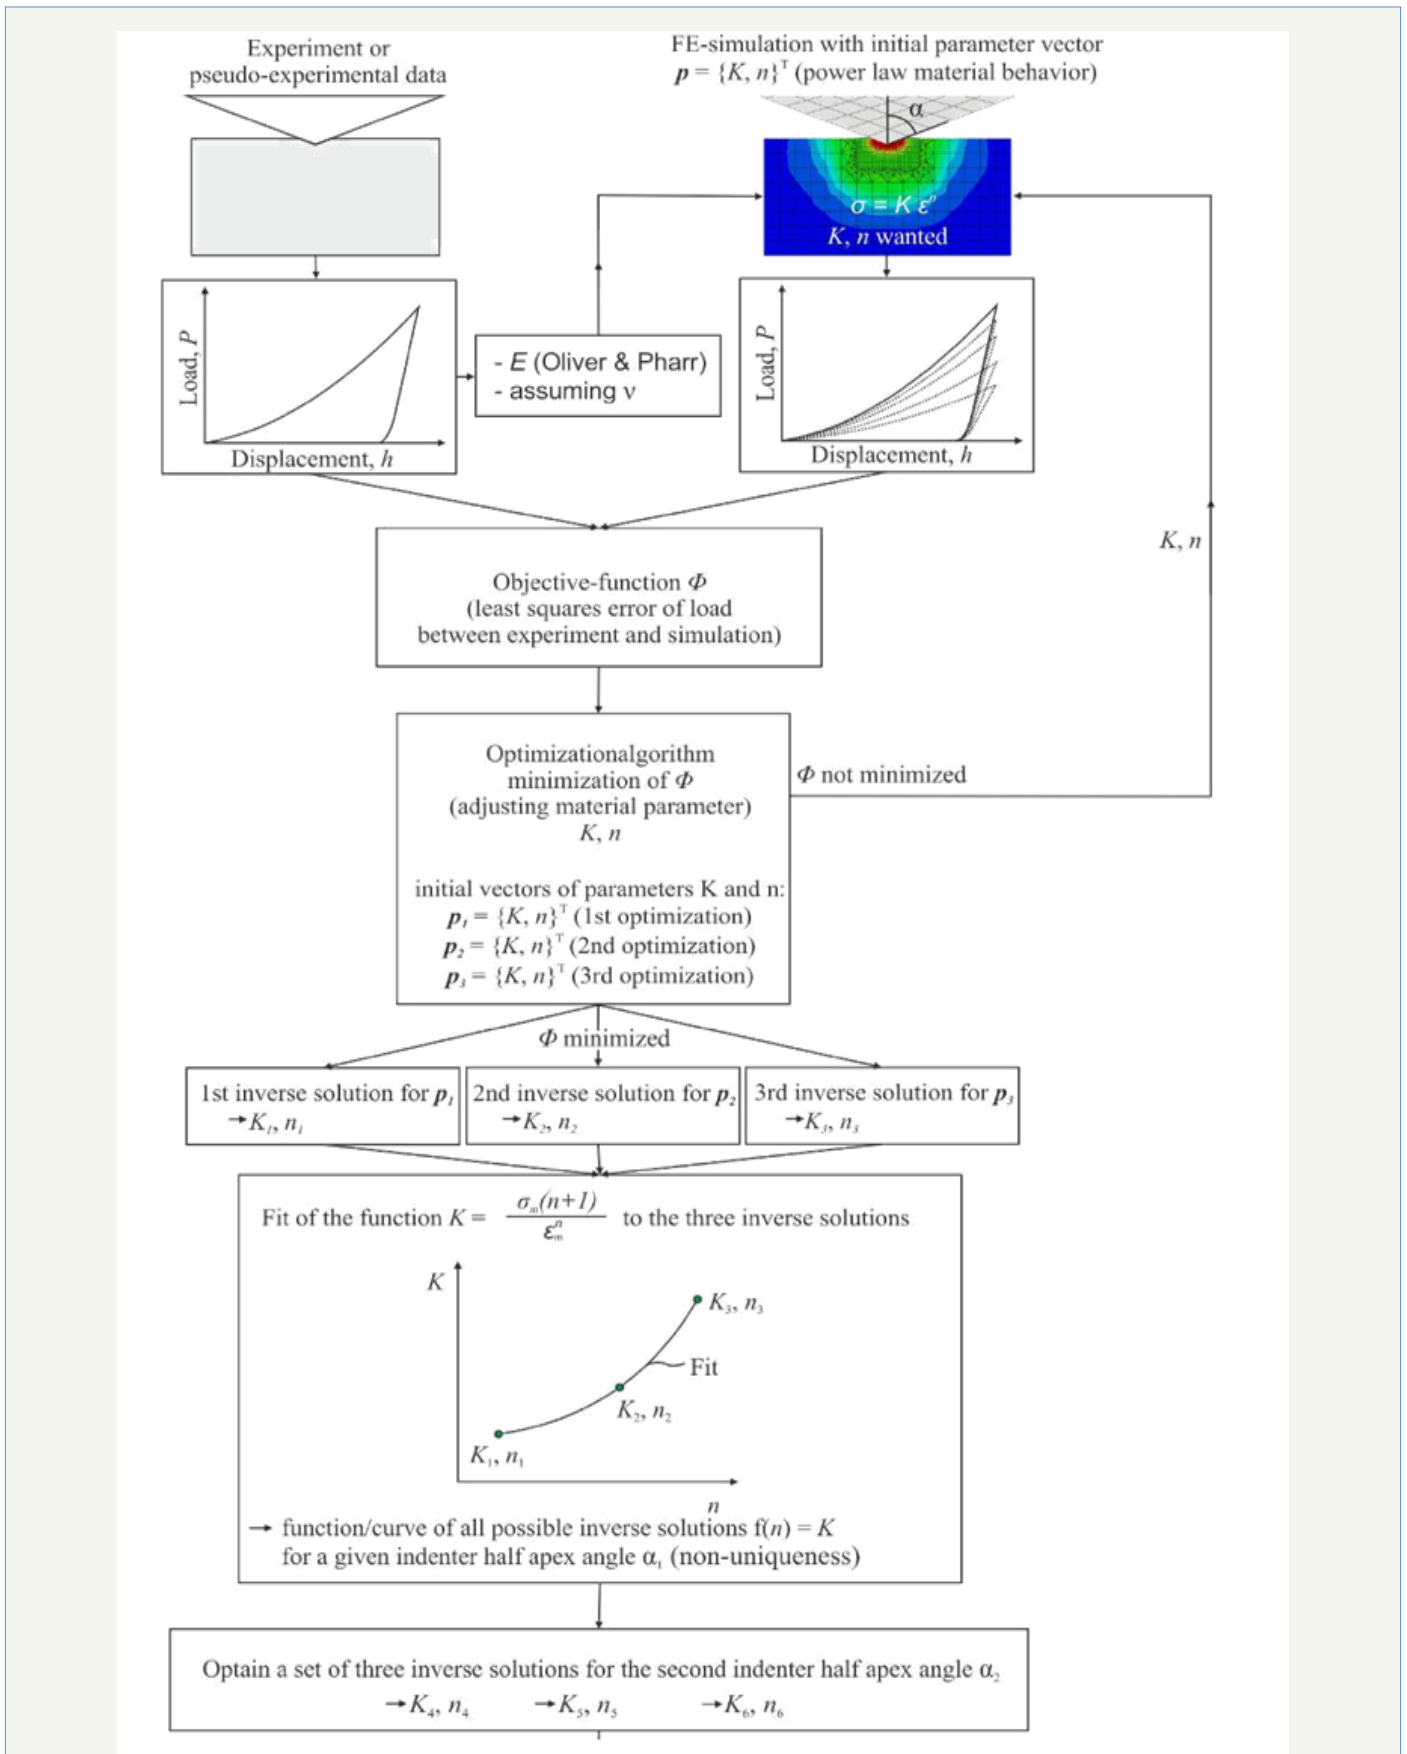 Experiment or
pseudo-experimental data
FE-simulation with initial parameter vector
p = {K, n}ᵀ (power law material behavior)
α
σ = K εⁿ
K, n wanted
Load, P
Displacement, h
- E (Oliver & Pharr)
- assuming ν
Load, P
Displacement, h
K, n
Objective-function Φ
(least squares error of load
between experiment and simulation)
Optimizationalgorithm
minimization of Φ
(adjusting material parameter)
K, n
Φ not minimized
initial vectors of parameters K and n:
p₁ = {K, n}ᵀ (1st optimization)
p₂ = {K, n}ᵀ (2nd optimization)
p₃ = {K, n}ᵀ (3rd optimization)
Φ minimized
1st inverse solution for p₁
→K₁, n₁
2nd inverse solution for p₂
→K₂, n₂
3rd inverse solution for p₃
→K₃, n₃
Fit of the function K = σₘ(n+1) / εₘⁿ to the three inverse solutions
K
K₃, n₃
Fit
K₂, n₂
K₁, n₁
n
→ function/curve of all possible inverse solutions f(n) = K
for a given indenter half apex angle α₁ (non-uniqueness)
Optain a set of three inverse solutions for the second indenter half apex angle α₂
→K₄, n₄ →K₅, n₅ →K₆, n₆